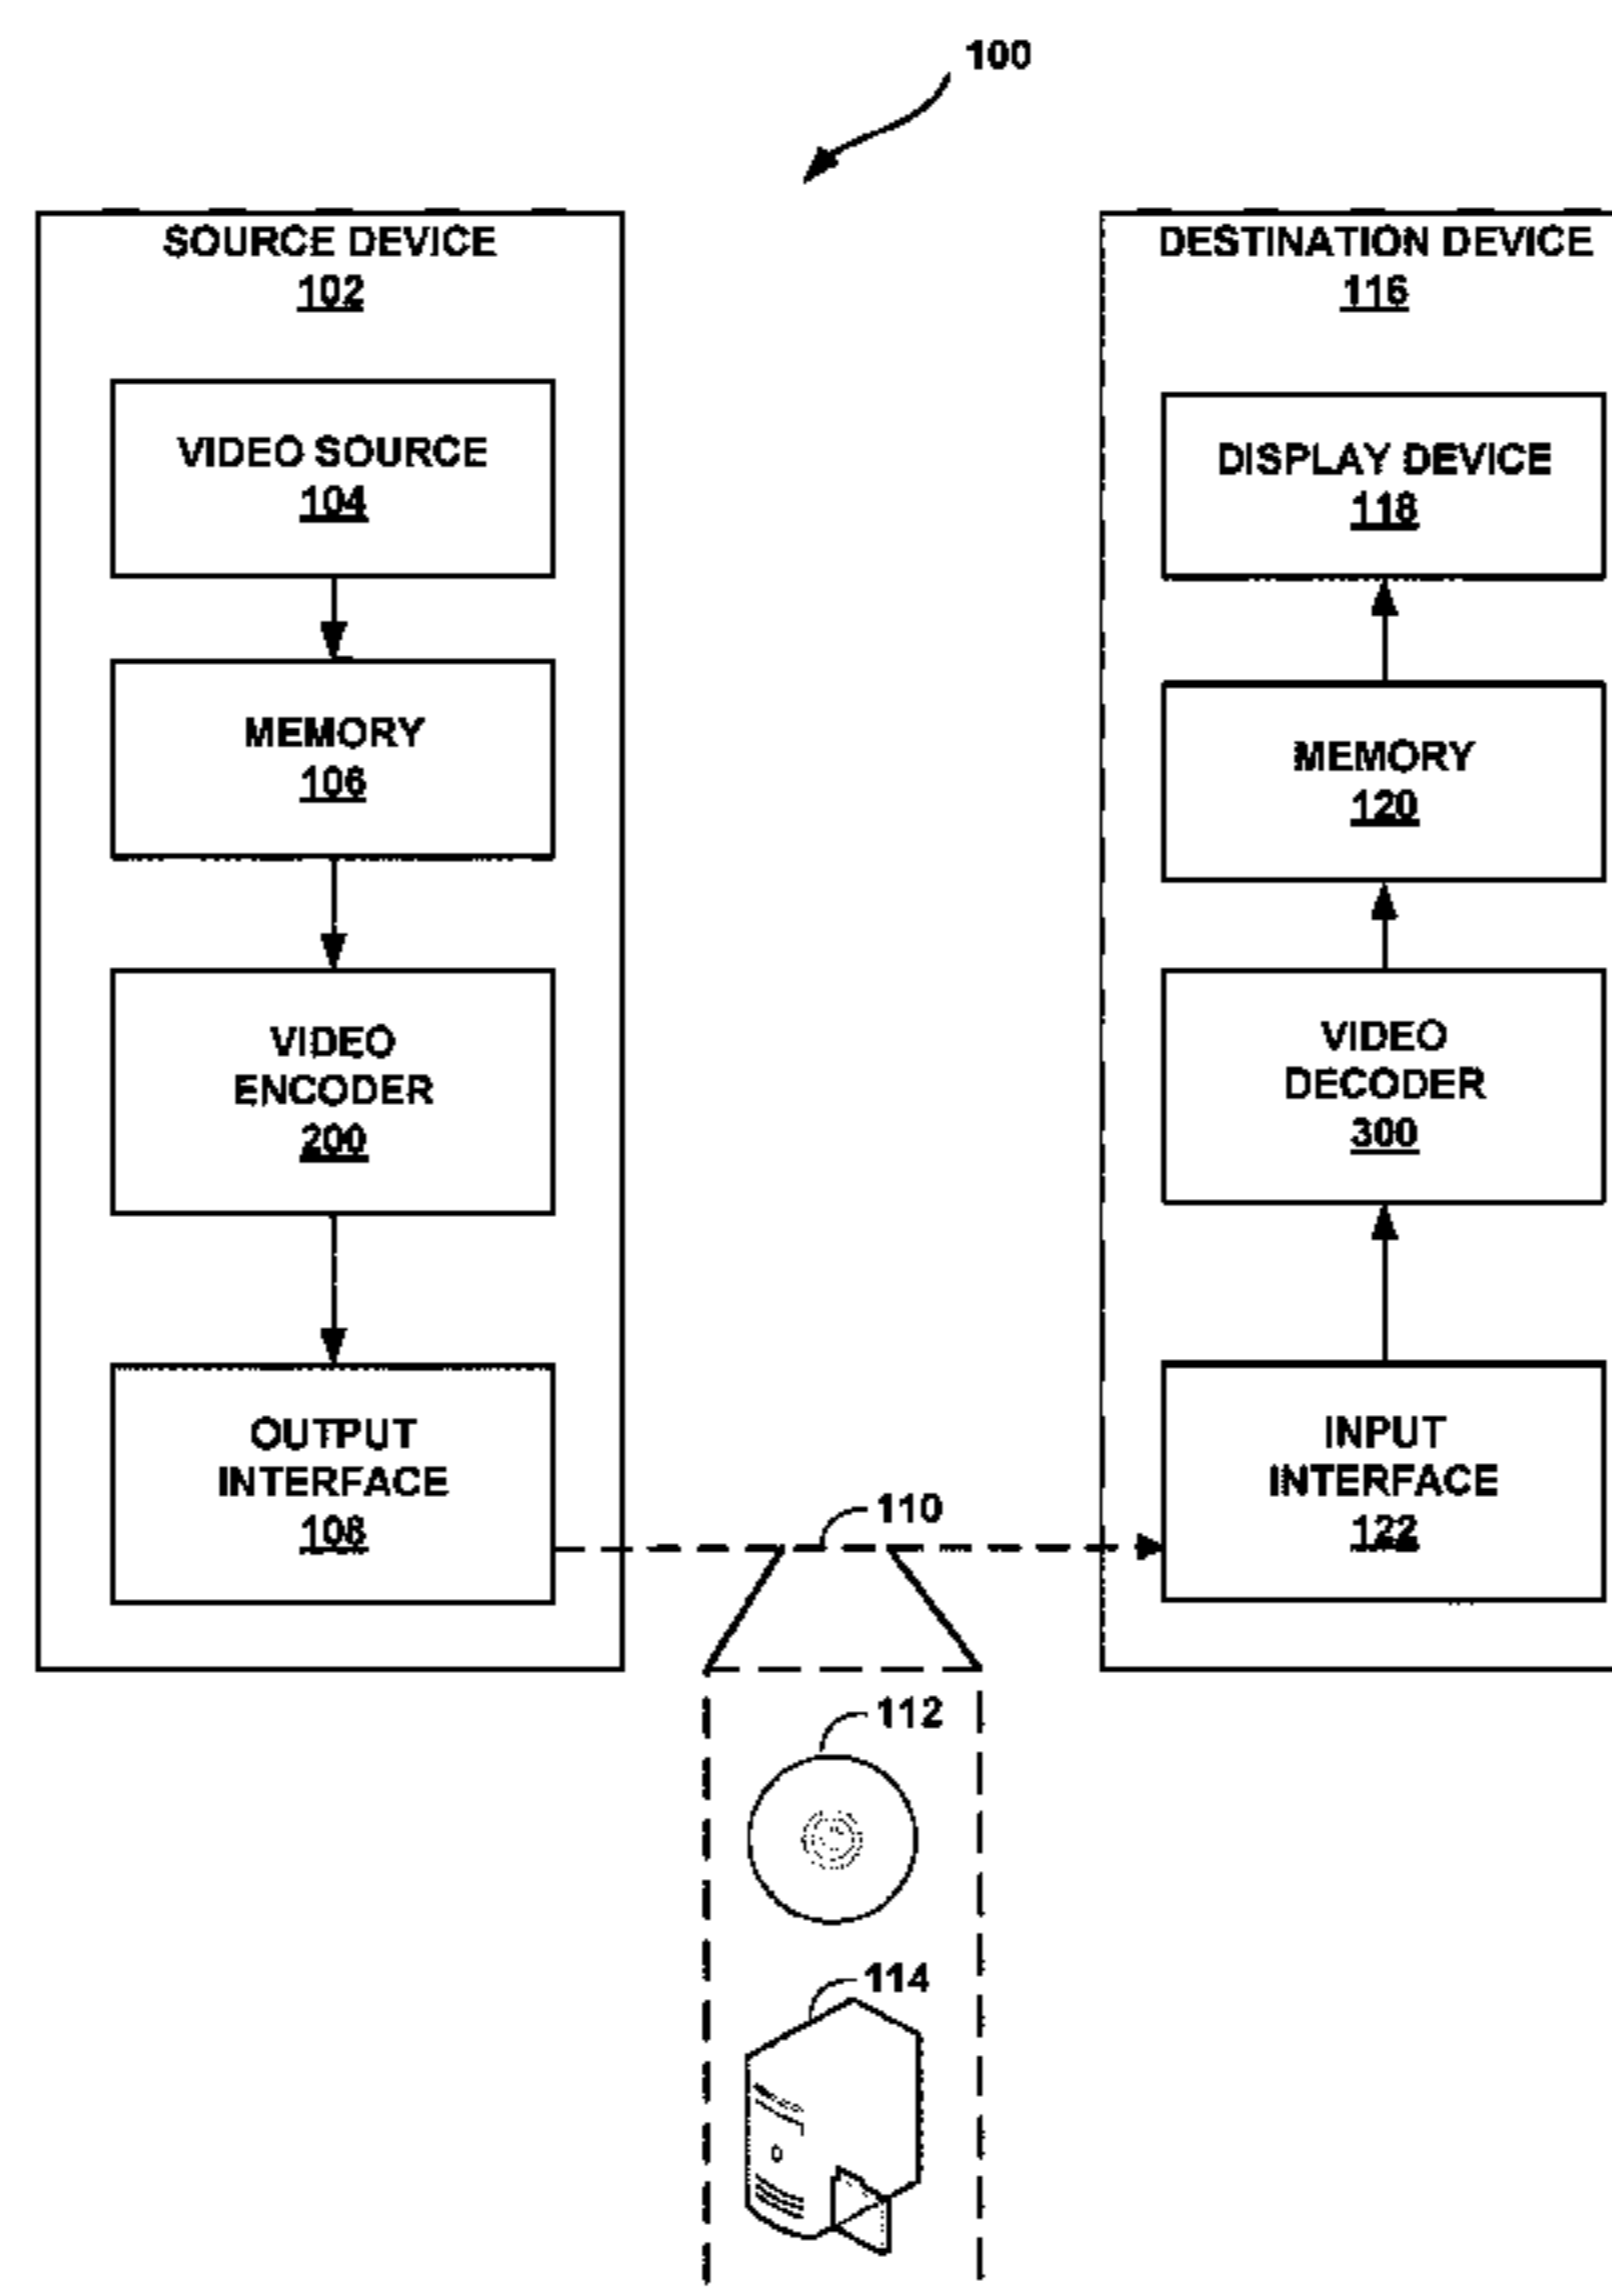 100
SOURCE DEVICE
102
VIDEO SOURCE
104
MEMORY
106
VIDEO
ENCODER
200
OUTPUT
INTERFACE
108
DESTINATION DEVICE
116
DISPLAY DEVICE
118
MEMORY
120
VIDEO
DECODER
300
INPUT
INTERFACE
122
110
112
114